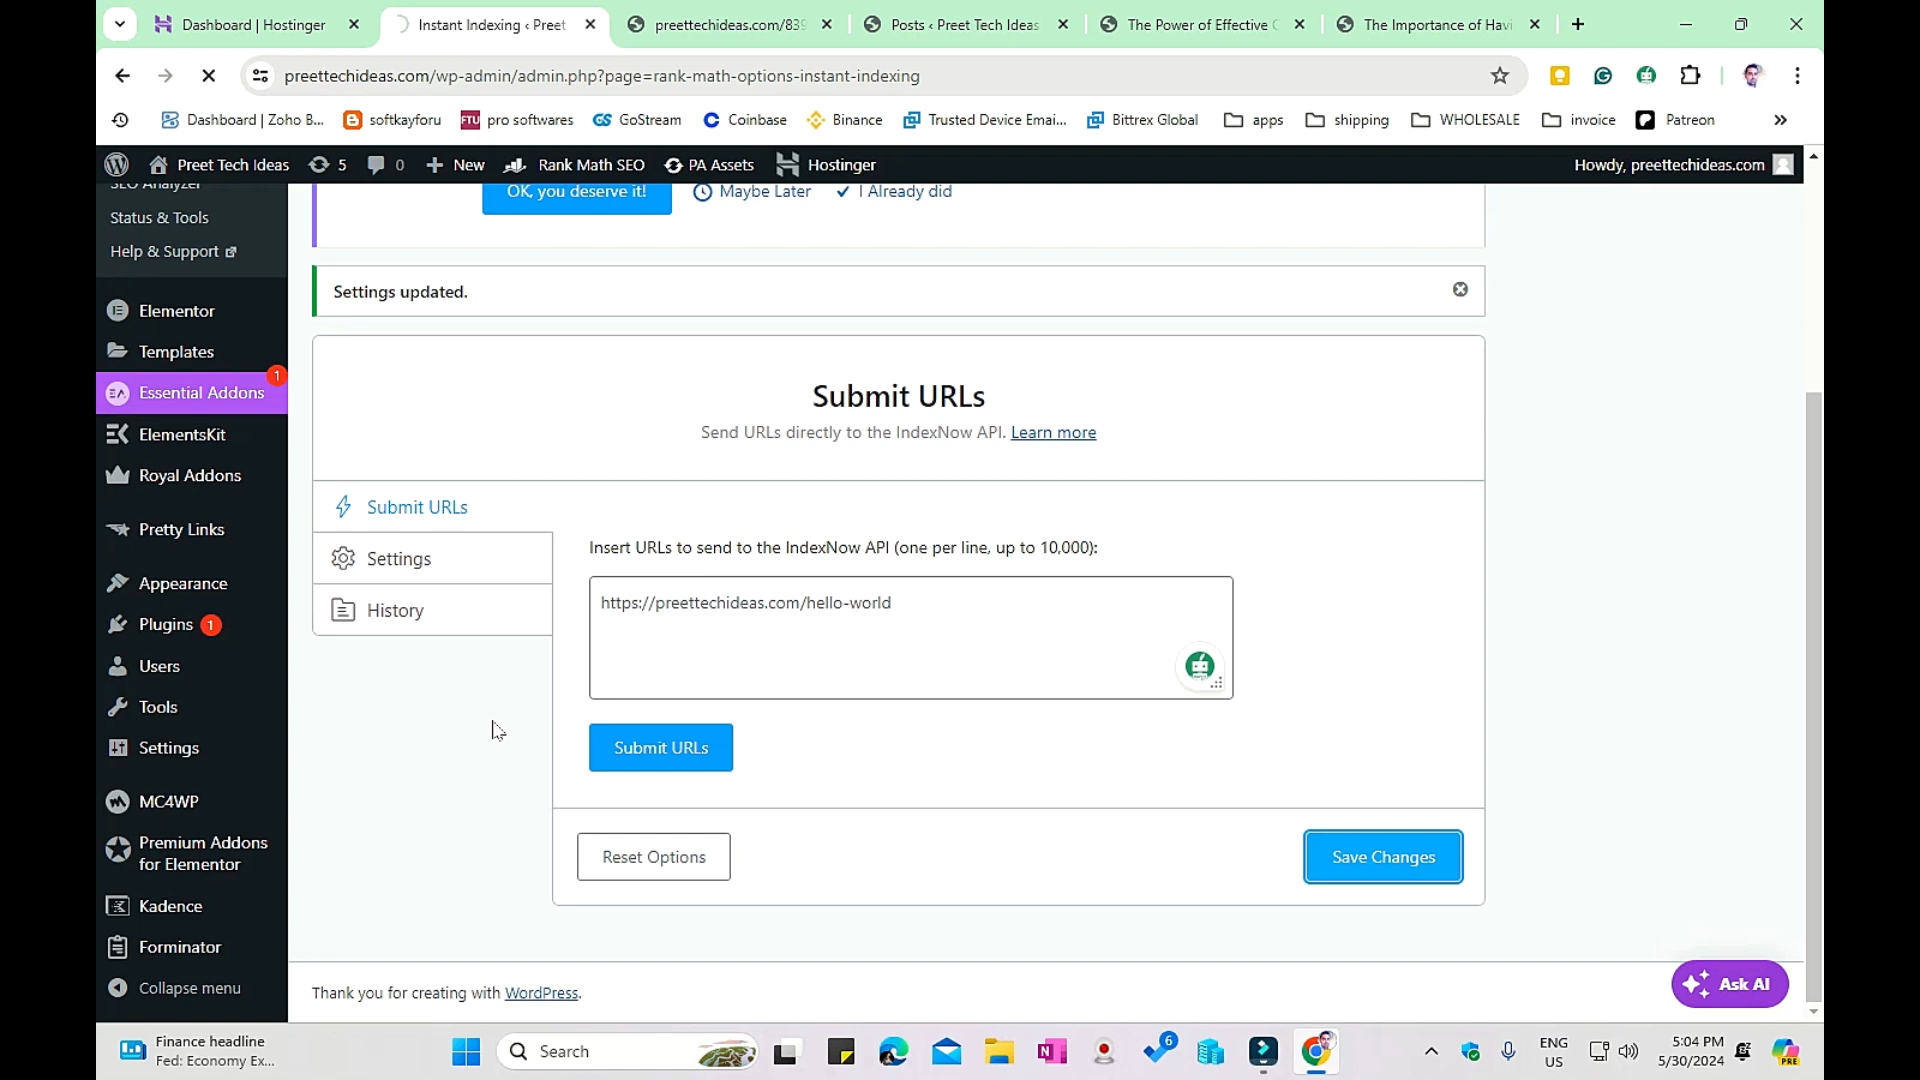 Dashboard | Hostinger
Instant Indexing ‹ Preet
preettechideas.com/839
Posts ‹ Preet Tech Ideas
The Power of Effective C
The Importance of Havi
preettechideas.com/wp-admin/admin.php?page=rank-math-options-instant-indexing
Dashboard | Zoho B...
softkayforu
FTU pro softwares
GS GoStream
Coinbase
Binance
Trusted Device Emai...
Bittrex Global
apps
shipping
WHOLESALE
invoice
Patreon
»
Preet Tech Ideas
5
0
New
Rank Math SEO
PA Assets
Hostinger
Howdy, preettechideas.com
SEO Analyzer
Status & Tools
Help & Support
Elementor
Templates
Essential Addons
1
ElementsKit
Royal Addons
Pretty Links
Appearance
Plugins 1
Users
Tools
Settings
MC4WP
Premium Addons
for Elementor
Kadence
Forminator
Collapse menu
OK, you deserve it!
Maybe Later
I Already did
Settings updated.
Submit URLs
Send URLs directly to the IndexNow API. Learn more
Submit URLs
Settings
History
Insert URLs to send to the IndexNow API (one per line, up to 10,000):
https://preettechideas.com/hello-world
Submit URLs
Reset Options
Save Changes
Thank you for creating with WordPress.
Ask AI
Finance headline
Fed: Economy Ex...
Search
6
ENG
US
5:04 PM
5/30/2024
PRE